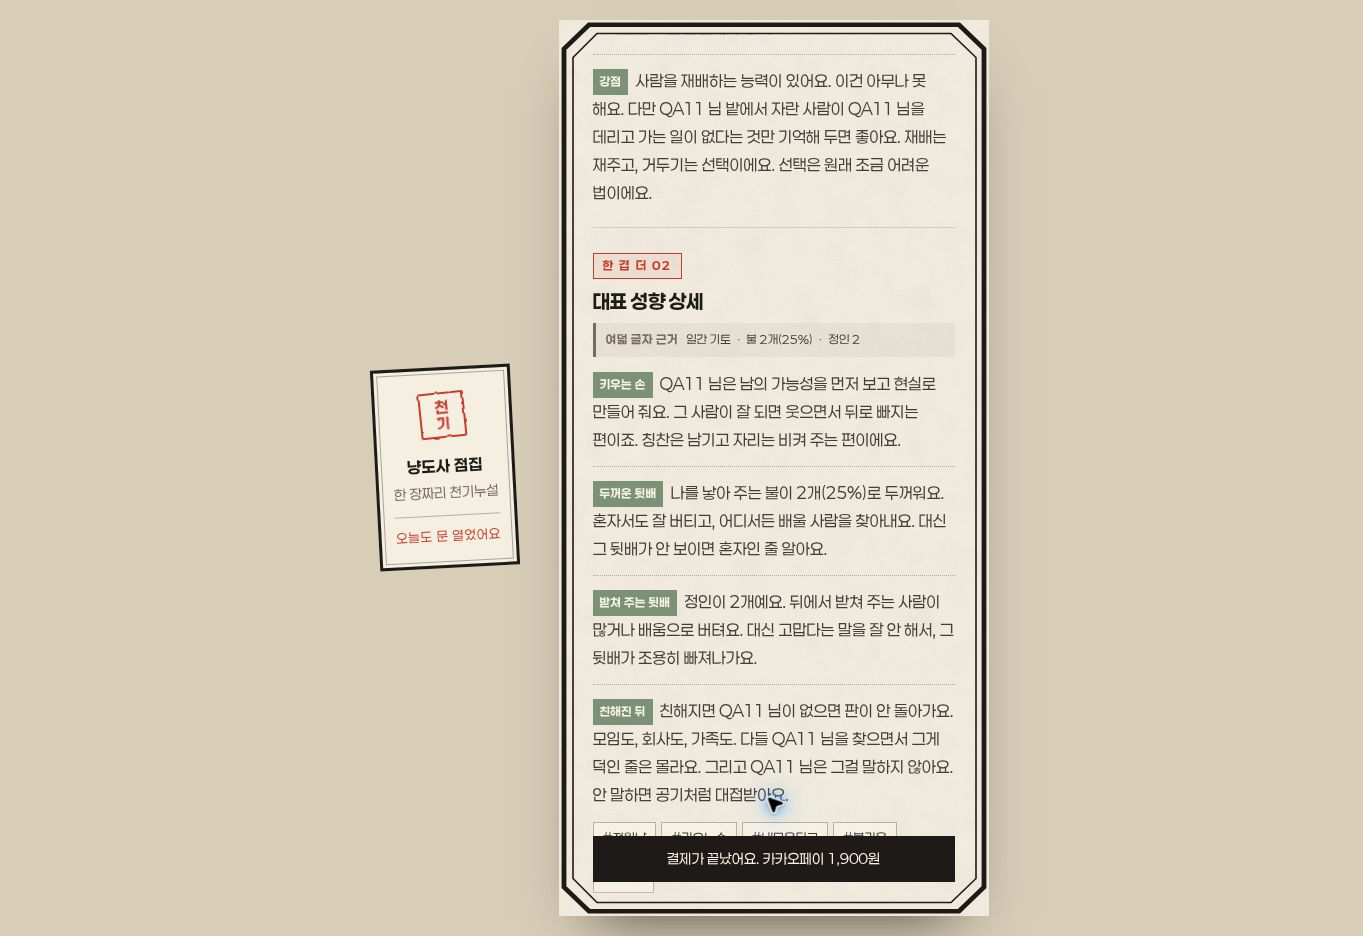 천
기
냥도사 점집
한 장짜리 천기누설
오늘도 문 열었어요
강점 사람을 재배하는 능력이 있어요. 이건 아무나 못
해요. 다만 QA11 님 밭에서 자란 사람이 QA11 님을
데리고 가는 일이 없다는 것만 기억해 두면 좋아요. 재배는
재주고, 거두기는 선택이에요. 선택은 원래 조금 어려운
법이에요.
한 겹 더 02
대표 성향 상세
여덟 글자 근거 일간 기토 · 불 2개(25%) · 정인 2
키우는 손 QA11 님은 남의 가능성을 먼저 보고 현실로
만들어 줘요. 그 사람이 잘 되면 웃으면서 뒤로 빠지는
편이죠. 칭찬은 남기고 자리는 비켜 주는 편이에요.
두꺼운 뒷배 나를 낳아 주는 불이 2개(25%)로 두꺼워요.
혼자서도 잘 버티고, 어디서든 배울 사람을 찾아내요. 대신
그 뒷배가 안 보이면 혼자인 줄 알아요.
받쳐 주는 뒷배 정인이 2개예요. 뒤에서 받쳐 주는 사람이
많거나 배움으로 버텨요. 대신 고맙다는 말을 잘 안 해서, 그
뒷배가 조용히 빠져나가요.
친해진 뒤 친해지면 QA11 님이 없으면 판이 안 돌아가요.
모임도, 회사도, 가족도. 다들 QA11 님을 찾으면서 그게
덕인 줄은 몰라요. 그리고 QA11 님은 그걸 말하지 않아요.
안 말하면 공기처럼 대접받아요.
결제가 끝났어요. 카카오페이 1,900원